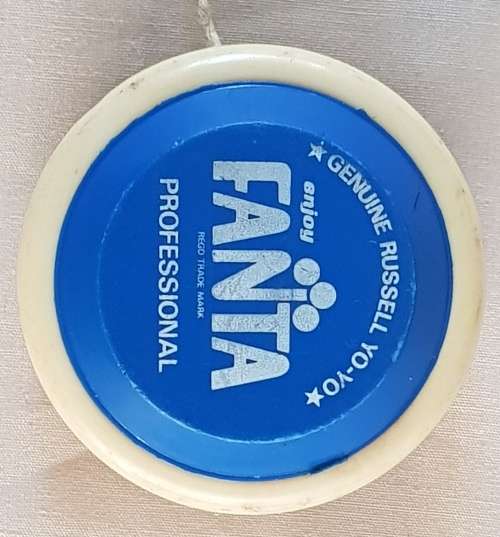 ★ GENUINE RUSSELL YO-YO ★
enjoy
FANTA
REGD TRADE MARK
PROFESSIONAL